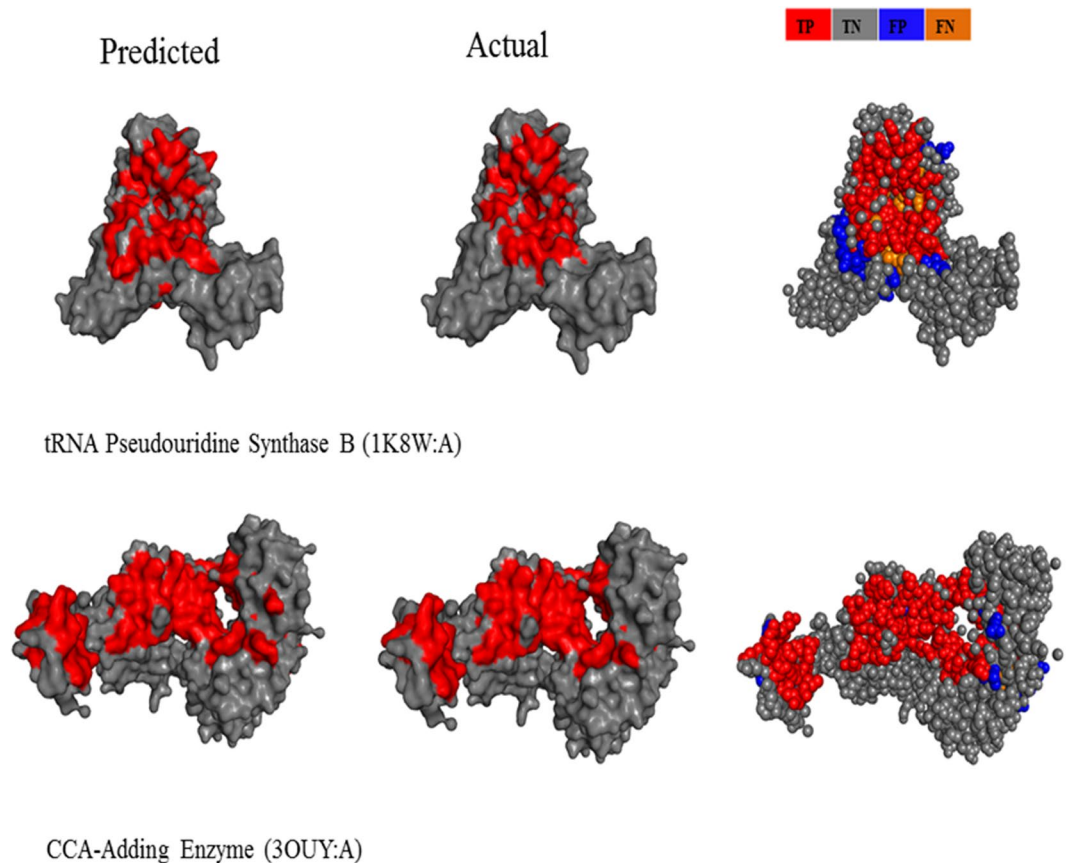 TP TN FP FN
Predicted Actual
tRNA Pseudouridine Synthase B (1K8W:A)
CCA-Adding Enzyme (3OUY:A)